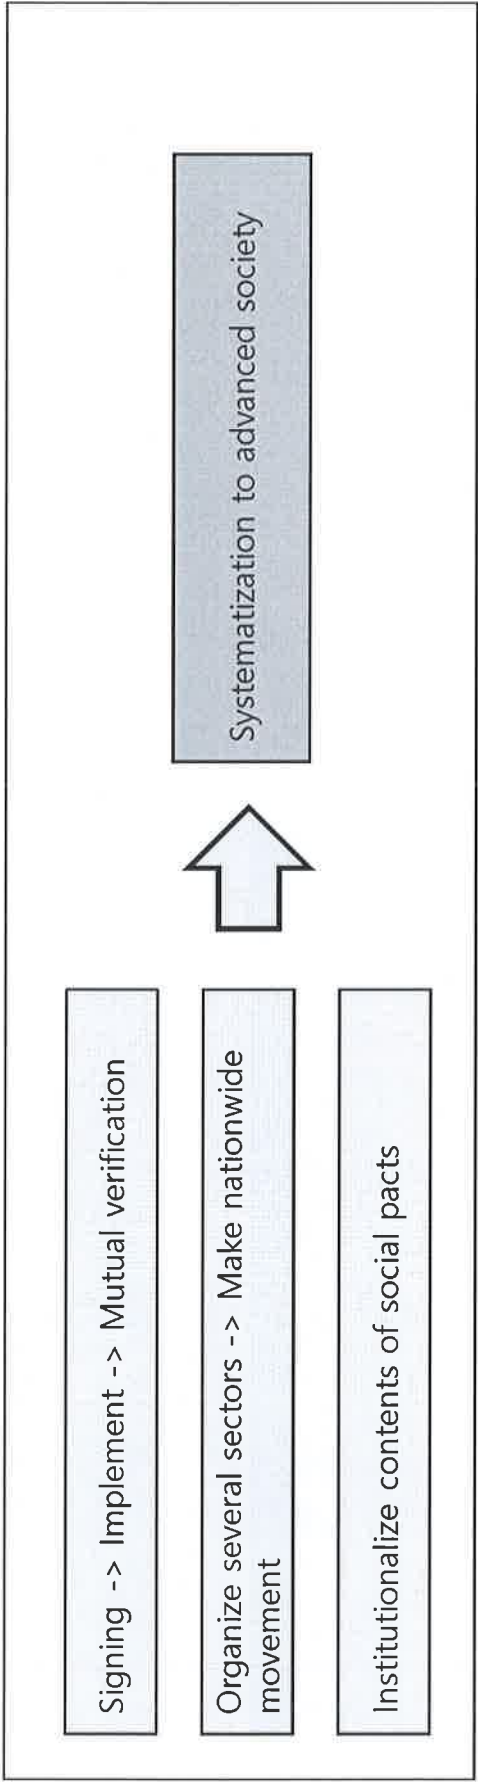 Signing -> Implement -> Mutual verification
Organize several sectors -> Make nationwide
movement
Institutionalize contents of social pacts
Systematization to advanced society